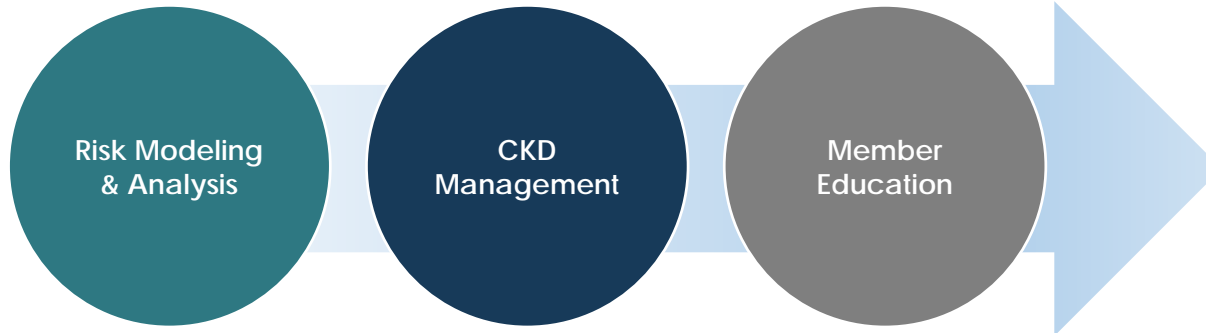 Risk Modeling
& Analysis
CKD
Management
Member
Education